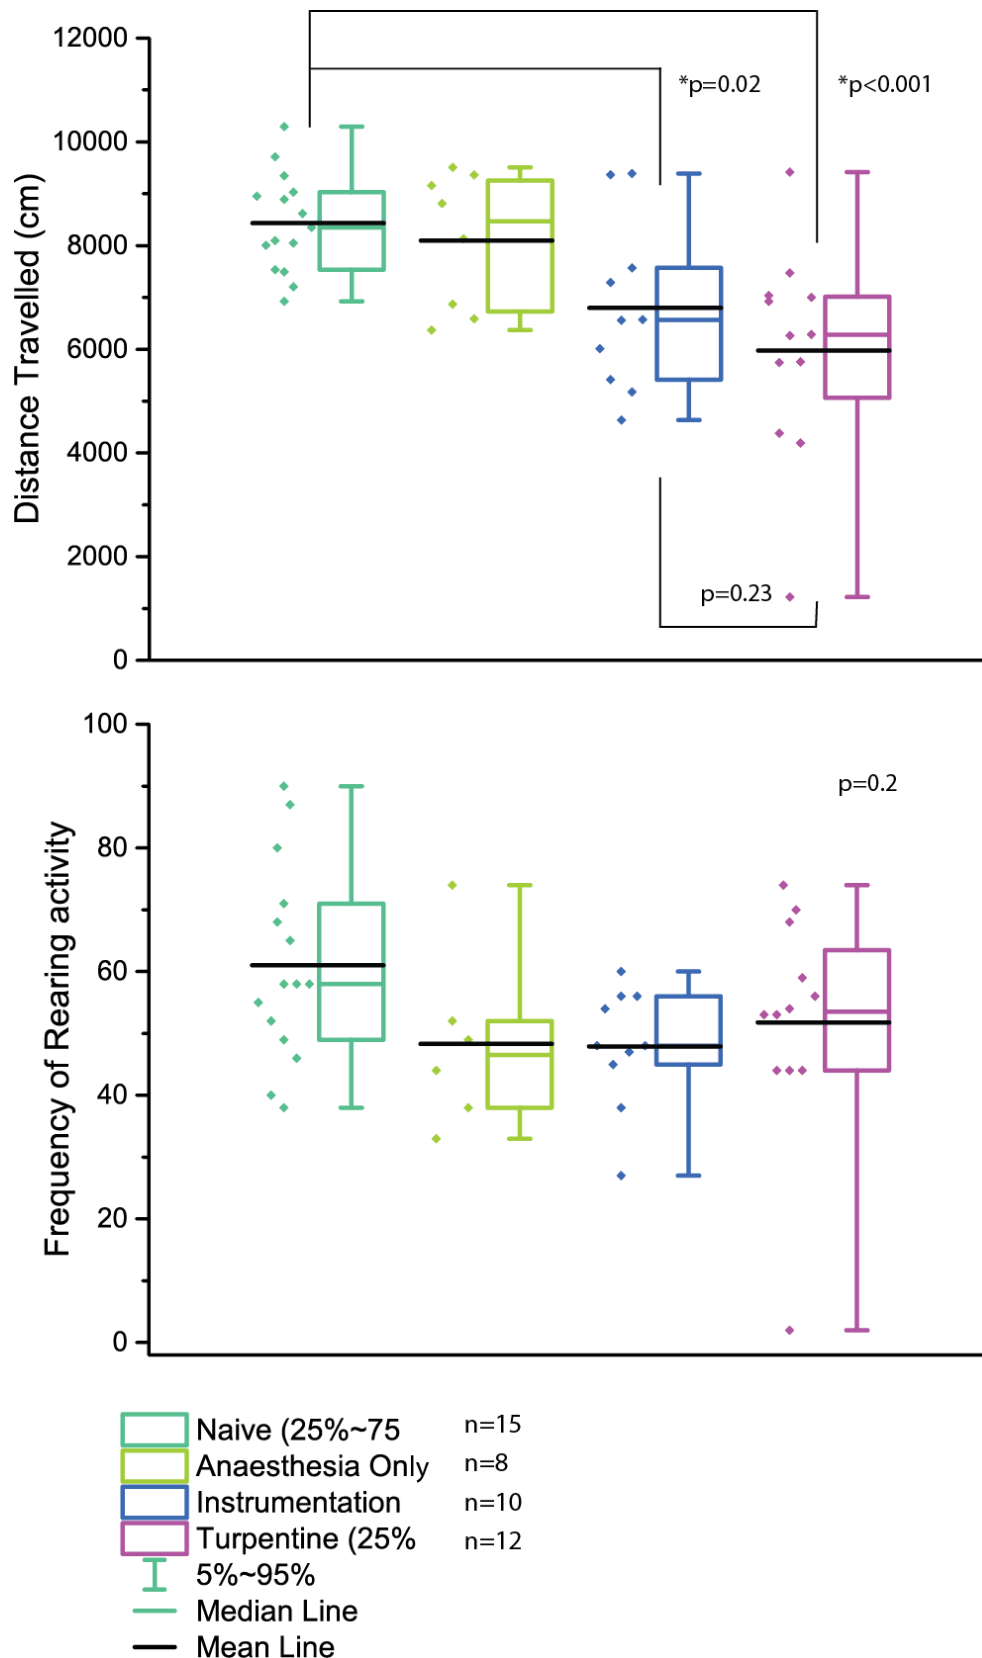 12000
10000
8000
6000
4000
2000
0
Distance Travelled (cm)
*p=0.02
*p<0.001
p=0.23
100
80
60
40
20
0
Frequency of Rearing activity
p=0.2
Naive (25%~75 n=15
Anaesthesia Only n=8
Instrumentation n=10
Turpentine (25% n=12
5%~95%
Median Line
Mean Line